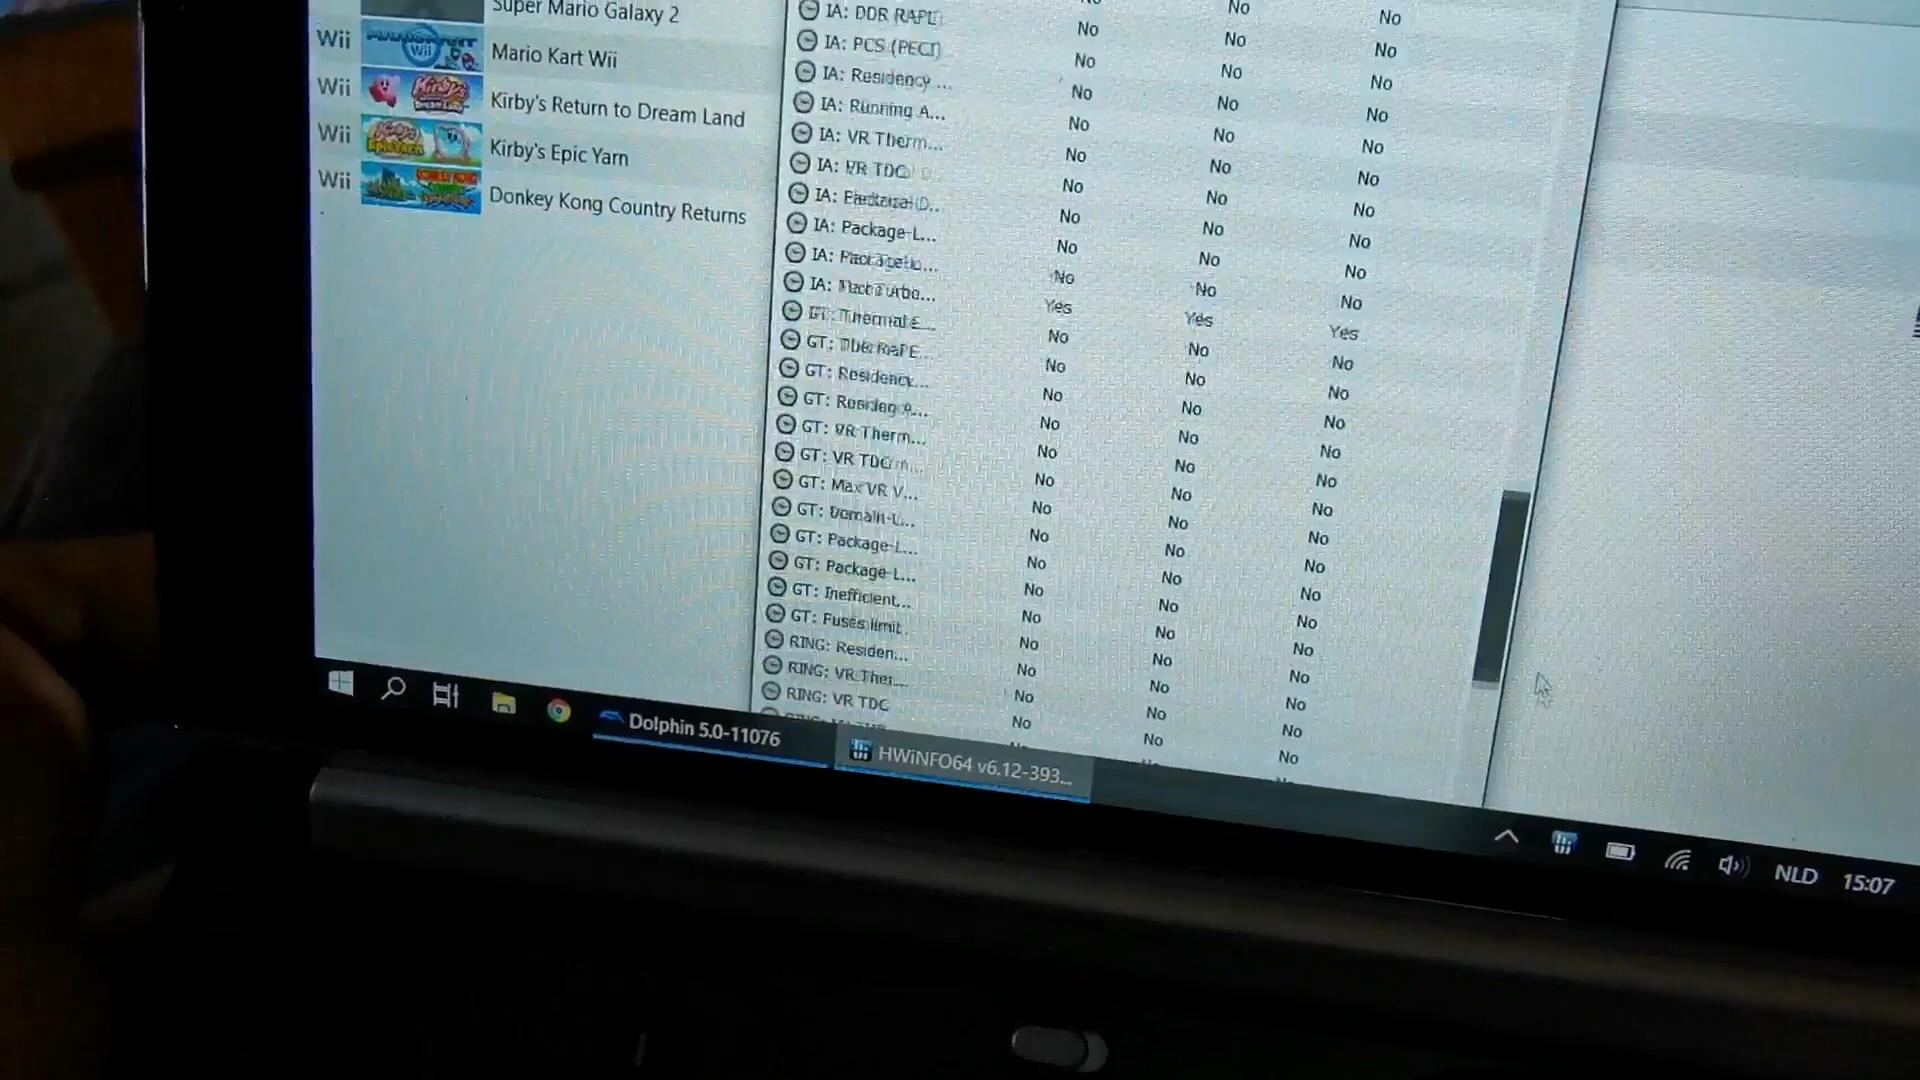 Super Mario Galaxy 2
Wii Mario Kart Wii
Wii Kirby's Return to Dream Land
Wii Kirby's Epic Yarn
Wii Donkey Kong Country Returns
IA: DDR RAPL No No No
IA: PCS (PECI) No No No
IA: Residency ... No No No
IA: Running A... No No No
IA: VR Therm... No No No
IA: VR TDC No No No
IA: No No No
IA: Package-L... No No No
IA: No No No
IA: Yes Yes Yes
No No No
GT: No No No
GT: Residency... No No No
GT: No No No
GT: VR Therm... No No No
GT: VR TDC No No No
GT: Max VR V... No No No
GT: Domain-L... No No No
GT: Package-L... No No No
GT: Package-L... No No No
GT: Inefficient... No No No
GT: Fuses limit No No No
RING: Residen... No No No
RING: VR Ther... No No No
RING: VR TDC No No No
Dolphin 5.0-11076
HWiNFO64 v6.12-393...
NLD 15:07